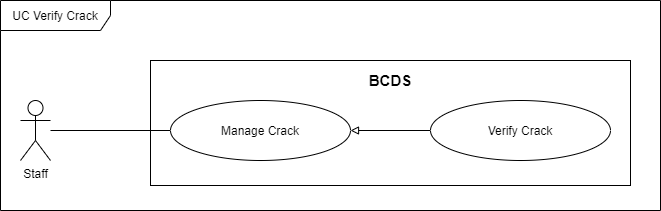 UC Verify Crack
BCDS
Manage Crack
Verify Crack
Staff